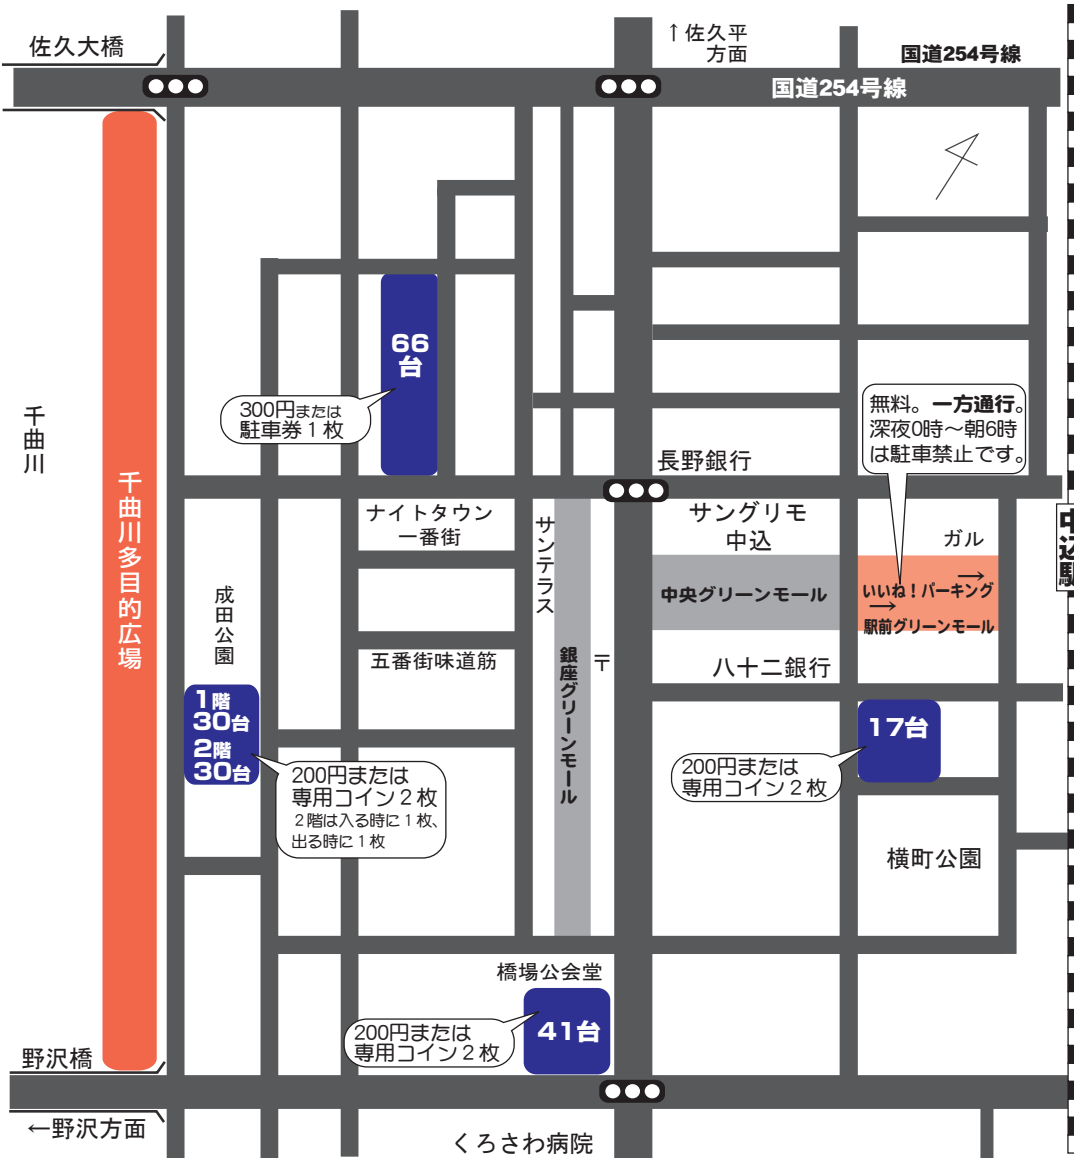 佐久大橋
↑佐久平
方面
国道254号線
国道254号線
66
台
300円または
駐車券１枚
無料。一方通行。
深夜0時～朝6時
は駐車禁止です。
千曲川
千曲川多目的広場
長野銀行
ナイトタウン
一番街
サンテラス
サングリモ
中込
ガル
中込駅
中央グリーンモール
いいね！パーキング
→
→
駅前グリーンモール
成田公園
五番街味道筋
銀座グリーンモール
〒
八十二銀行
1階
30台
2階
30台
17台
200円または
専用コイン２枚
２階は入る時に１枚、
出る時に１枚
200円または
専用コイン２枚
横町公園
橋場公会堂
41台
200円または
専用コイン２枚
野沢橋
←野沢方面
くろさわ病院